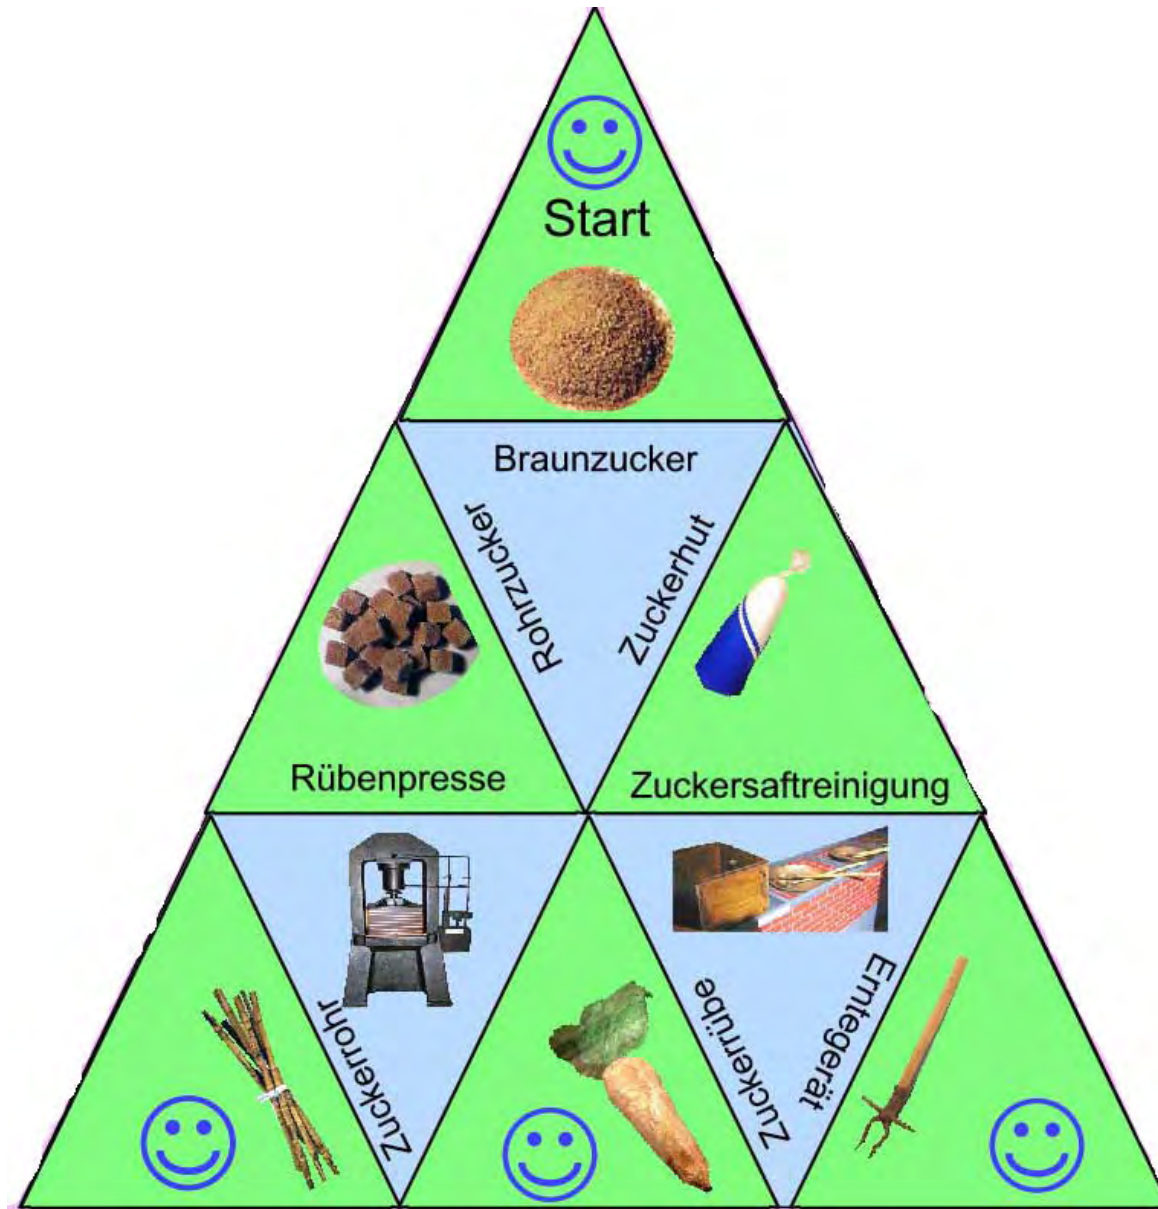 Start
Braunzucker
Rohrzucker
Zuckerhut
Rübenpresse
Zuckersaftreinigung
Zuckerrohr
Zuckerrübe
Erntegerät